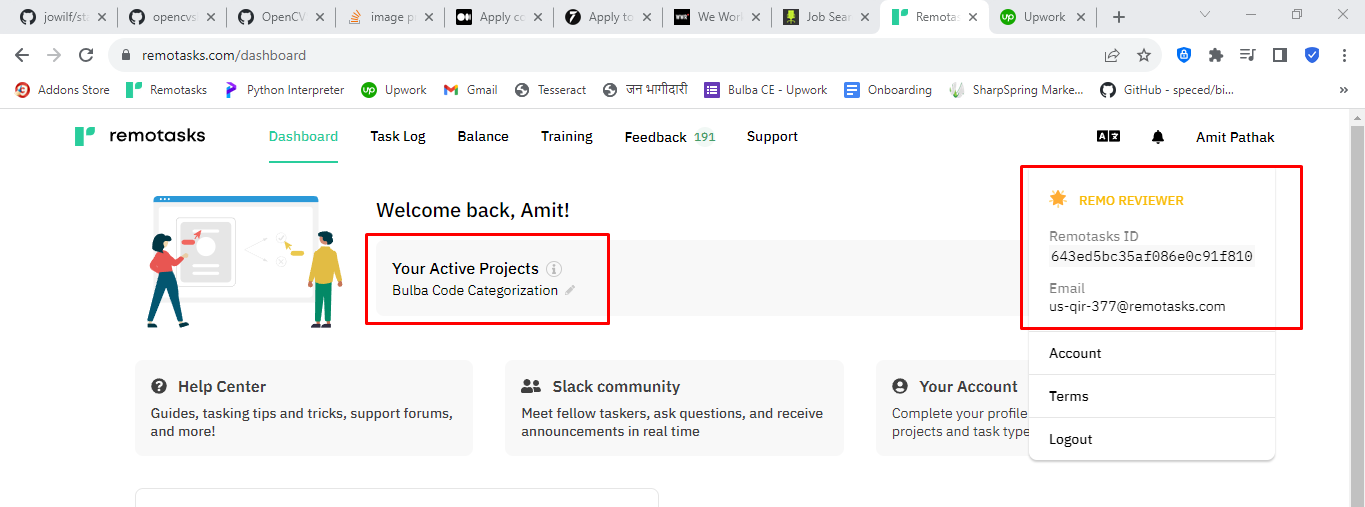 jowilf/sta
opencvsl
OpenCV
image p
Apply co
Apply to
We Work
Job Sear
Remotas
Upwork
remotasks.com/dashboard
Addons Store
Remotasks
Python Interpreter
Upwork
Gmail
Tesseract
जन भागीदारी
Bulba CE - Upwork
Onboarding
SharpSpring Marke...
GitHub - speced/bi...
»
remotasks
Dashboard
Task Log
Balance
Training
Feedback 191
Support
Amit Pathak
Welcome back, Amit!
Your Active Projects
Bulba Code Categorization
REMO REVIEWER
Remotasks ID
643ed5bc35af086e0c91f810
Email
us-qir-377@remotasks.com
Account
Terms
Logout
Help Center
Guides, tasking tips and tricks, support forums,
and more!
Slack community
Meet fellow taskers, ask questions, and receive
announcements in real time
Your Account
Complete your profile
projects and task type